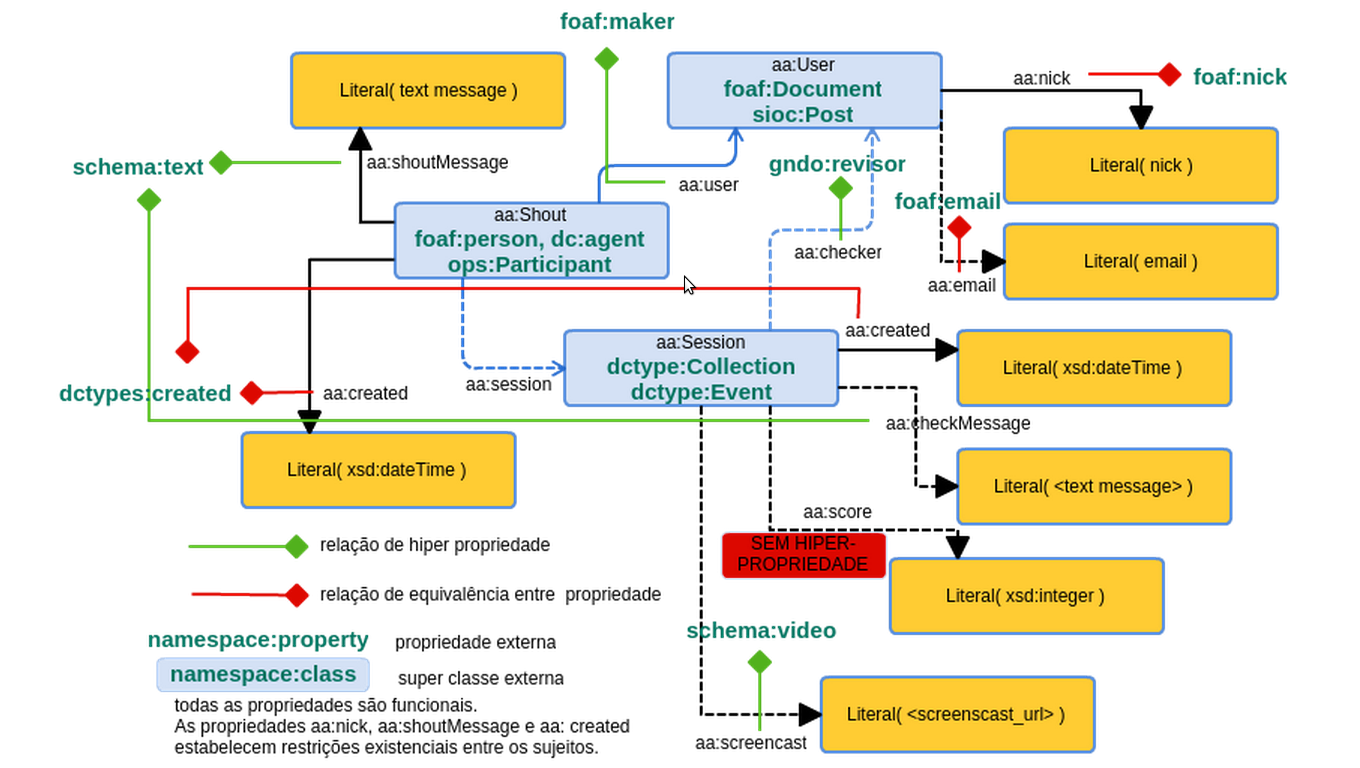 foaf:maker
aa:User
foaf:Document
sioc:Post
aa:nick
foaf:nick
Literal( text message )
schema:text
aa:shoutMessage
aa:user
gndo:revisor
Literal( nick )
foaf:email
aa:Shout
foaf:person, dc:agent
ops:Participant
aa:checker
Literal( email )
aa:email
aa:created
aa:Session
dctype:Collection
dctype:Event
Literal( xsd:dateTime )
aa:session
dctypes:created
aa:created
aa:checkMessage
Literal( xsd:dateTime )
Literal( <text message> )
aa:score
SEM HIPER-
PROPRIEDADE
relação de hiper propriedade
relação de equivalência entre  propriedade
Literal( xsd:integer )
schema:video
namespace:property
propriedade externa
namespace:class
super classe externa
todas as propriedades são funcionais.
As propriedades aa:nick, aa:shoutMessage e aa: created
estabelecem restrições existenciais entre os sujeitos.
Literal( <screenscast_url> )
aa:screencast